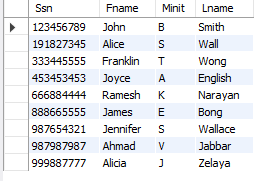 Ssn Fname Minit Lname
123456789 John B Smith
191827345 Alice S Wall
333445555 Franklin T Wong
453453453 Joyce A English
666884444 Ramesh K Narayan
888665555 James E Bong
987654321 Jennifer S Wallace
987987987 Ahmad V Jabbar
999887777 Alicia J Zelaya